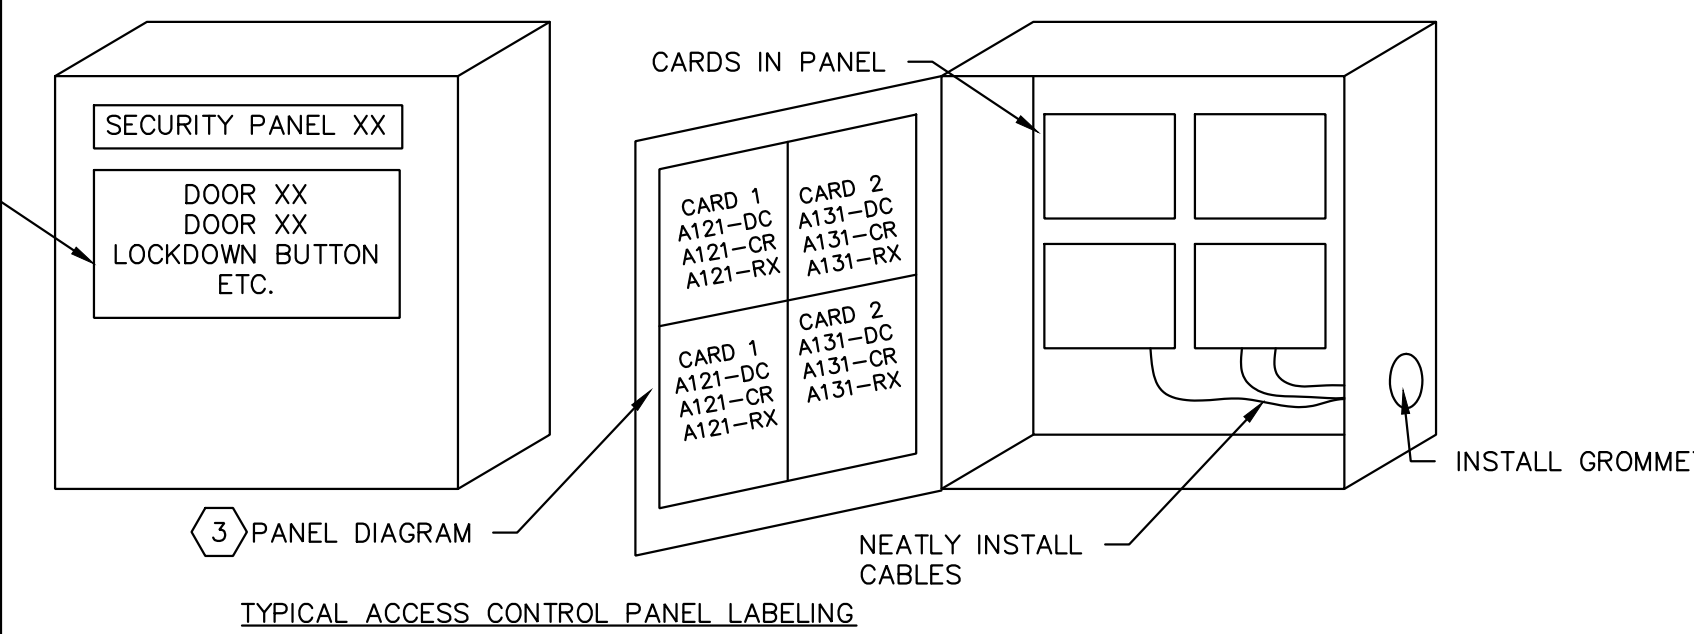 SECURITY PANEL XX
DOOR XX
DOOR XX
LOCKDOWN BUTTON
ETC.
CARDS IN PANEL
CARD 1
A121-DC
A121-CR
A121-RX
CARD 2
A131-DC
A131-CR
A131-RX
CARD 1
A121-DC
A121-CR
A121-RX
CARD 2
A131-DC
A131-CR
A131-RX
INSTALL GROMME
3 PANEL DIAGRAM
NEATLY INSTALL
CABLES
TYPICAL ACCESS CONTROL PANEL LABELING